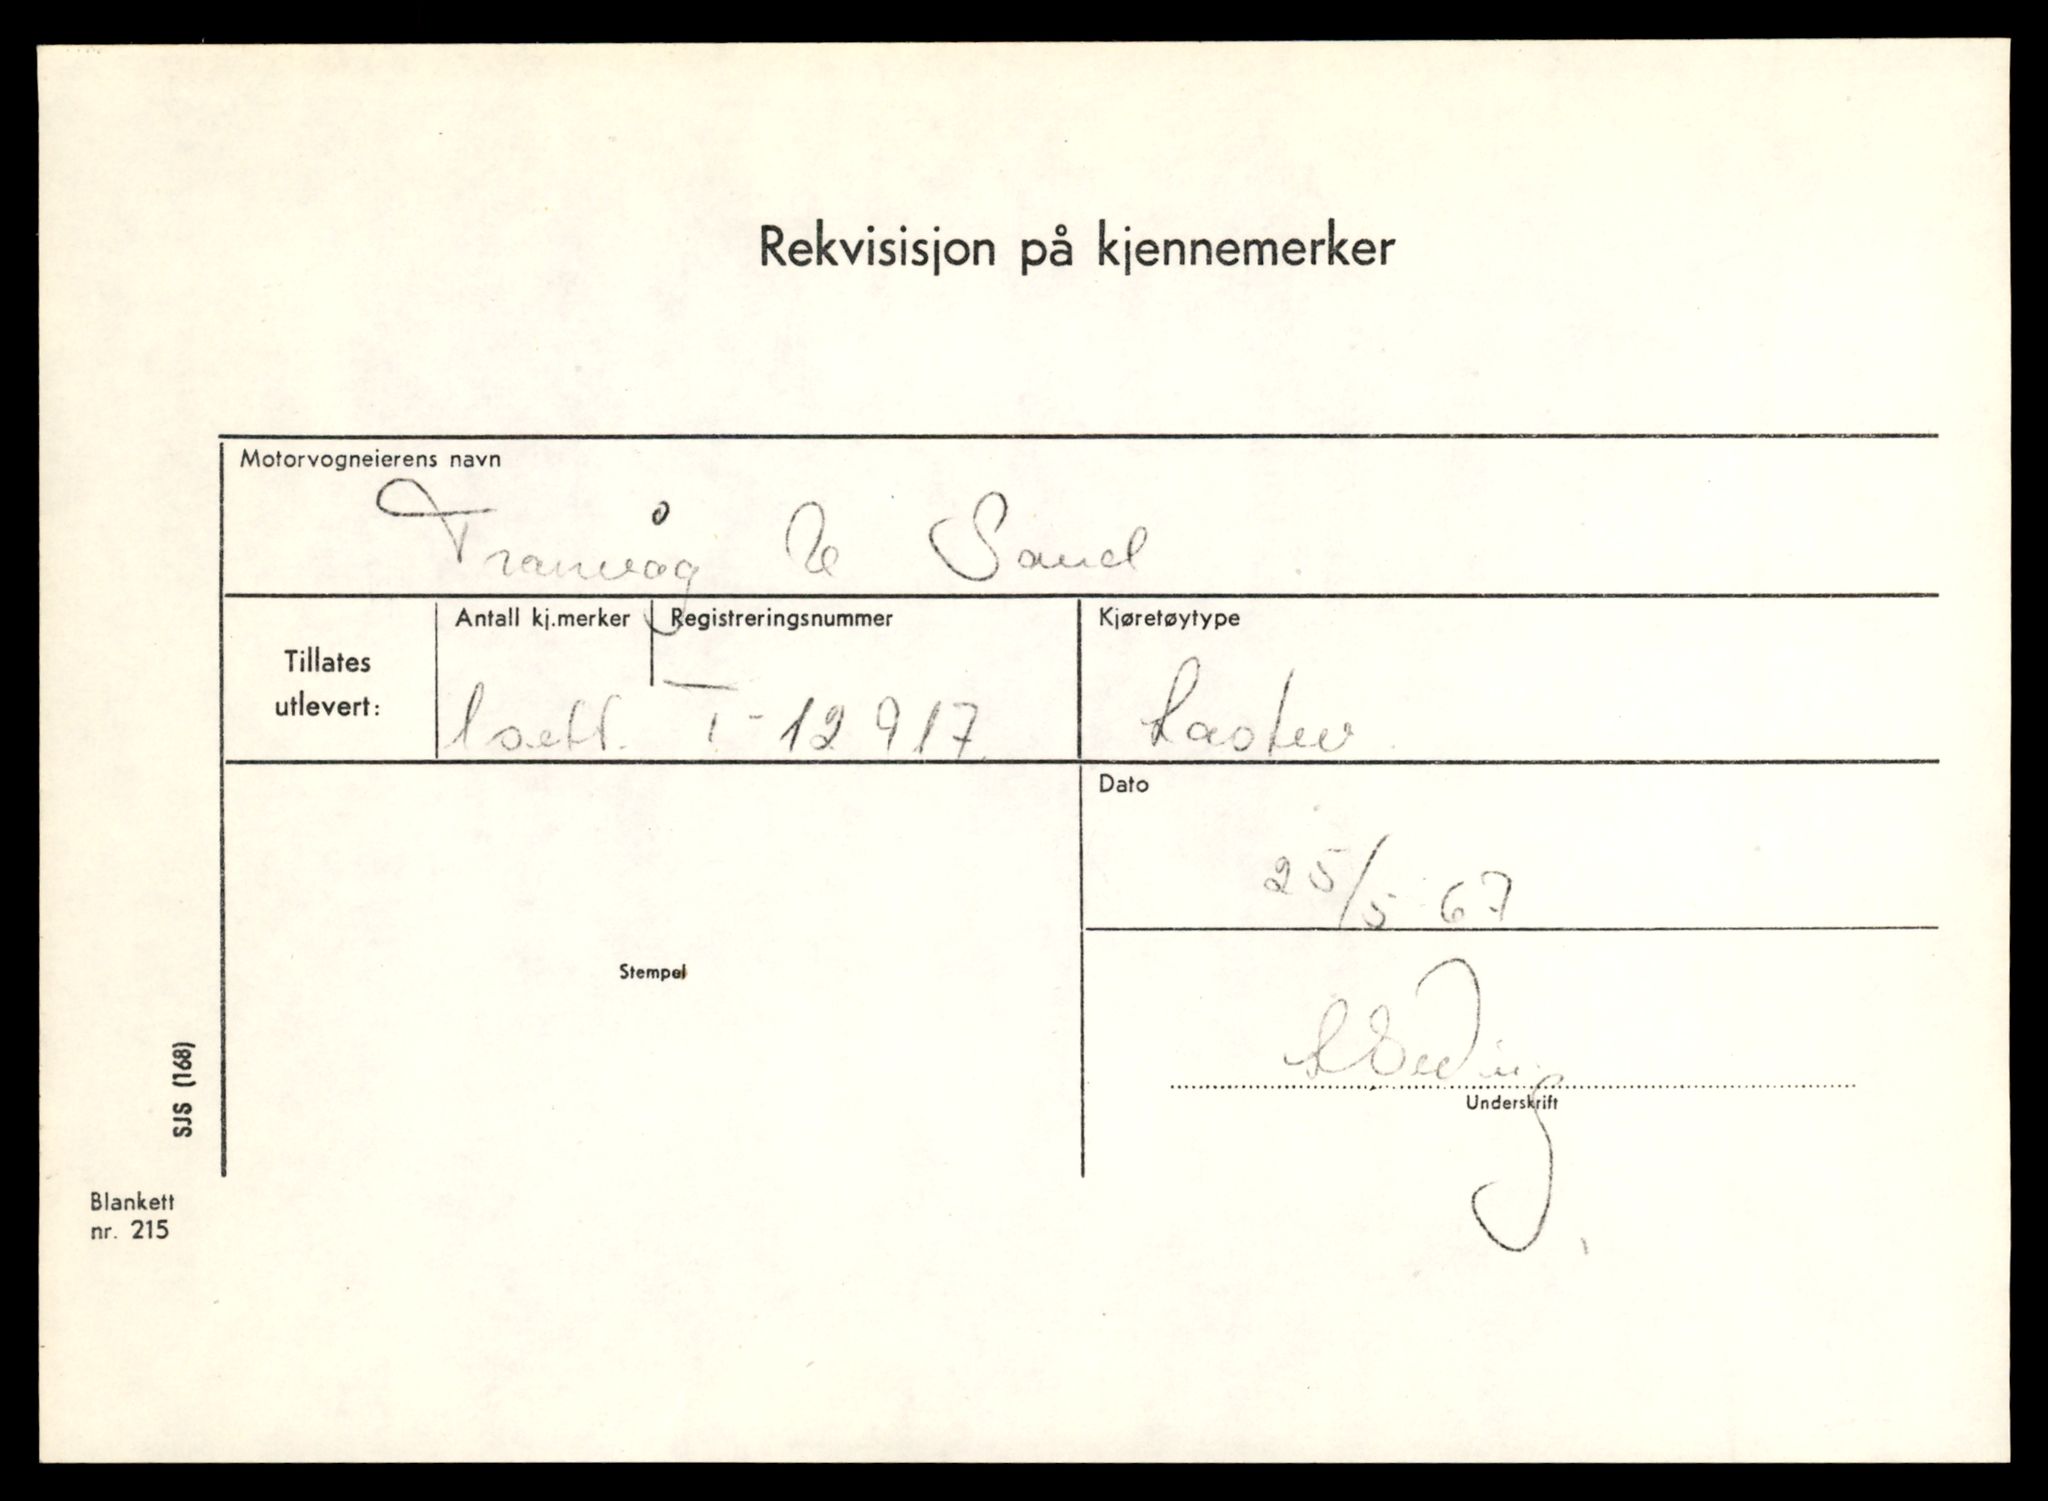 Rekvisisjon på kjennemerker
Motorvogneierens navn
Tranvåg & Sand
Tillates utlevert:
Antall kj.merker
1 sett.
Registreringsnummer
T-12917
Kjøretøytype
Dato
25/5 67
Stempel
Underskrift
SJS (168)
Blankett
nr. 215